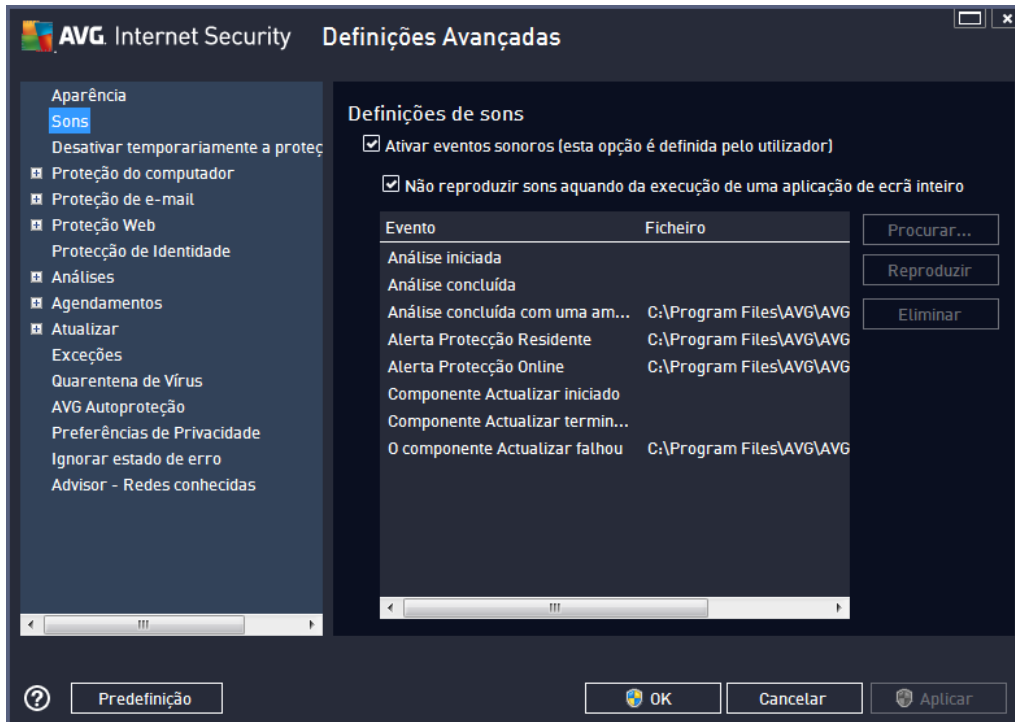 AVG. Internet Security Definições Avançadas
Aparência
Sons
Desativar temporariamente a proteç
Proteção do computador
Proteção de e-mail
Proteção Web
Protecção de Identidade
Análises
Agendamentos
Atualizar
Exceções
Quarentena de Vírus
AVG Autoproteção
Preferências de Privacidade
Ignorar estado de erro
Advisor - Redes conhecidas
Definições de sons
Ativar eventos sonoros (esta opção é definida pelo utilizador)
Não reproduzir sons aquando da execução de uma aplicação de ecrã inteiro
Evento Ficheiro
Análise iniciada
Análise concluída
Análise concluída com uma am... C:\Program Files\AVG\AVG
Alerta Protecção Residente C:\Program Files\AVG\AVG
Alerta Protecção Online C:\Program Files\AVG\AVG
Componente Actualizar iniciado
Componente Actualizar termin...
O componente Actualizar falhou C:\Program Files\AVG\AVG
Procurar...
Reproduzir
Eliminar
Predefinição
OK
Cancelar
Aplicar